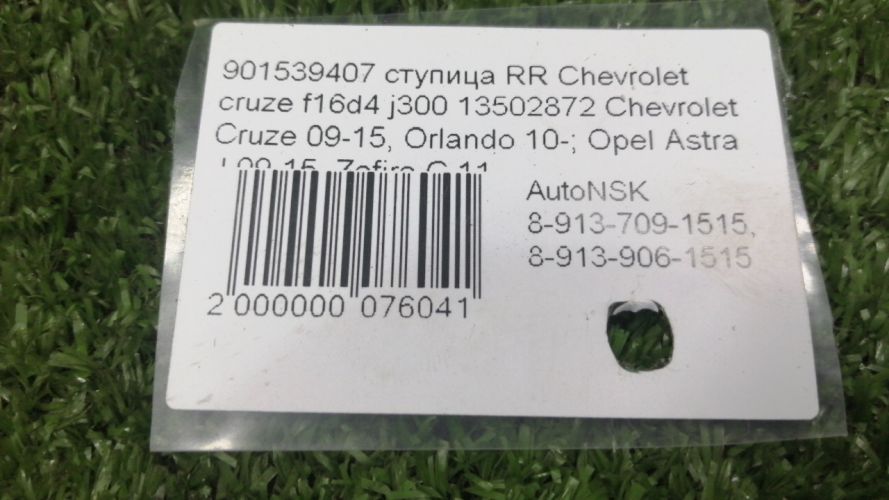 901539407 ступица RR Chevrolet
cruze f16d4 j300 13502872 Chevrolet
Cruze 09-15, Orlando 10-; Opel Astra
AutoNSK
8-913-709-1515,
8-913-906-1515
2 000000 076041